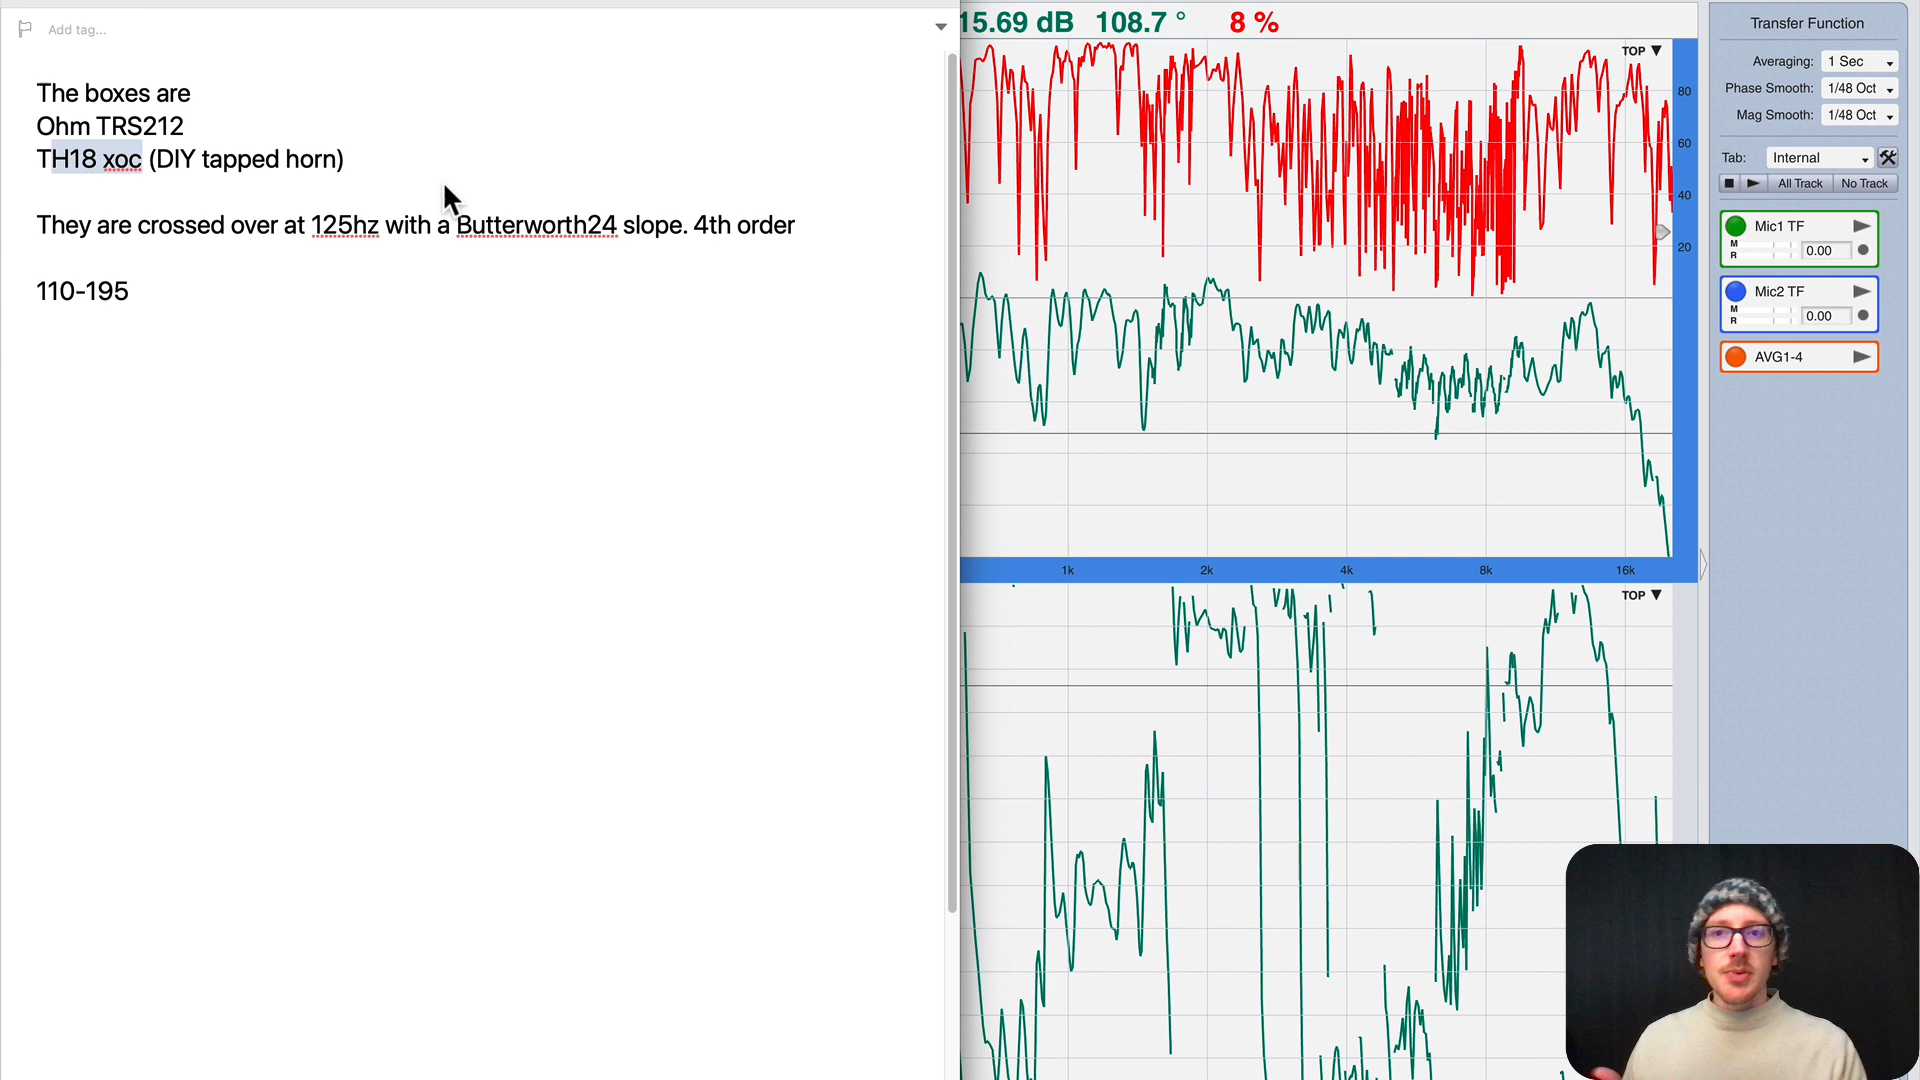 Add tag...
The boxes are
Ohm TRS212
TH18 xoc (DIY tapped horn)
They are crossed over at 125hz with a Butterworth24 slope. 4th order
110-195
15.69 dB 108.7 ° 8 %
TOP ▼
80
60
40
20
1k 2k 4k 8k 16k
TOP ▼
Transfer Function
Averaging: 1 Sec
Phase Smooth: 1/48 Oct
Mag Smooth: 1/48 Oct
Tab: Internal
All Track No Track
Mic1 TF
M
R 0.00
Mic2 TF
M
R 0.00
AVG1-4